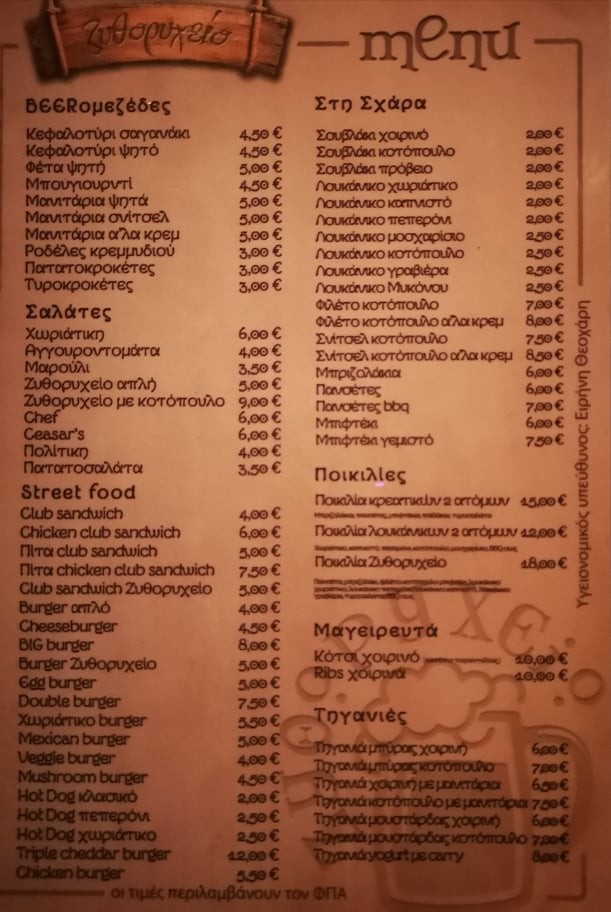 Ζυθορυχείο
menu
BEERομεζέδες
Κεφαλοτύρι σαγανάκι 4,50 €
Κεφαλοτύρι ψητό 4,50 €
Φέτα ψητή 5,00 €
Μπουγιουρντί 4,50 €
Μανιτάρια ψητά 5,00 €
Μανιτάρια σνίτσελ 5,00 €
Μανιτάρια α'λα κρεμ 5,00 €
Ροδέλες κρεμμυδιού 3,00 €
Πατατοκροκέτες 3,00 €
Τυροκροκέτες 3,00 €
Σαλάτες
Χωριάτικη 6,00 €
Αγγουροντομάτα 4,00 €
Μαρούλι 3,50 €
Ζυθορυχείο απλή 5,00 €
Ζυθορυχείο με κοτόπουλο 9,00 €
Chef 6,00 €
Ceasar's 6,00 €
Πολίτικη 4,00 €
Πατατοσαλάτα 3,50 €
Street food
Club sandwich 4,00 €
Chicken club sandwich 6,00 €
Πίτα club sandwich 5,00 €
Πίτα chicken club sandwich 7,50 €
Club sandwich Ζυθορυχείο 5,00 €
Burger απλό 4,00 €
Cheeseburger 4,50 €
BIG burger 8,00 €
Burger Ζυθορυχείο 5,00 €
Egg burger 5,00 €
Double burger 7,50 €
Χωριάτικο burger 5,50 €
Mexican burger 5,00 €
Veggie burger 4,00 €
Mushroom burger 4,50 €
Hot Dog κλασικό 2,00 €
Hot Dog πεπερόνι 2,50 €
Hot Dog χωριάτικο 2,50 €
Triple cheddar burger 12,00 €
Chicken burger 5,50 €
οι τιμές περιλαμβάνουν τον ΦΠΑ
Στη Σχάρα
Σουβλάκι χοιρινό 2,00 €
Σουβλάκι κοτόπουλο 2,00 €
Σουβλάκι πρόβειο 2,00 €
Λουκάνικο χωριάτικο 2,00 €
Λουκάνικο καπνιστό 2,00 €
Λουκάνικο πεπερόνι 2,00 €
Λουκάνικο μοσχαρίσιο 2,50 €
Λουκάνικο κοτόπουλο 2,50 €
Λουκάνικο γραβιέρα 2,50 €
Λουκάνικο Μυκόνου 2,50 €
Φιλέτο κοτόπουλο 7,00 €
Φιλέτο κοτόπουλο α'λα κρεμ 8,00 €
Σνίτσελ κοτόπουλο 7,50 €
Σνίτσελ κοτόπουλο α'λα κρεμ 8,50 €
Μπριζολάκια 6,00 €
Πανσέτες 6,00 €
Πανσέτες bbq 7,00 €
Μπιφτέκι 6,00 €
Μπιφτέκι γεμιστό 7,50 €
Ποικιλίες
Ποικιλία κρεατικών 2 ατόμων 15,00 €
Ποικιλία λουκάνικων 2 ατόμων 12,00 €
Ποικιλία Ζυθορυχείο 18,00 €
Μαγειρευτά
Κότσι χοιρινό 10,00 €
Ribs χοιρινά 10,00 €
Τηγανιές
Τηγανιά μπύρας χοιρινή 6,00 €
Τηγανιά μπύρας κοτόπουλο 7,00 €
Τηγανιά χοιρινή με μανιτάρια 6,50 €
Τηγανιά κοτόπουλο με μανιτάρια 7,50 €
Τηγανιά μουστάρδας χοιρινή 6,00 €
Τηγανιά μουστάρδας κοτόπουλο 7,00 €
Τηγανιά yogurt με carry 8,00 €
Υγειονομικός υπεύθυνος: Ειρήνη Θεοχάρη